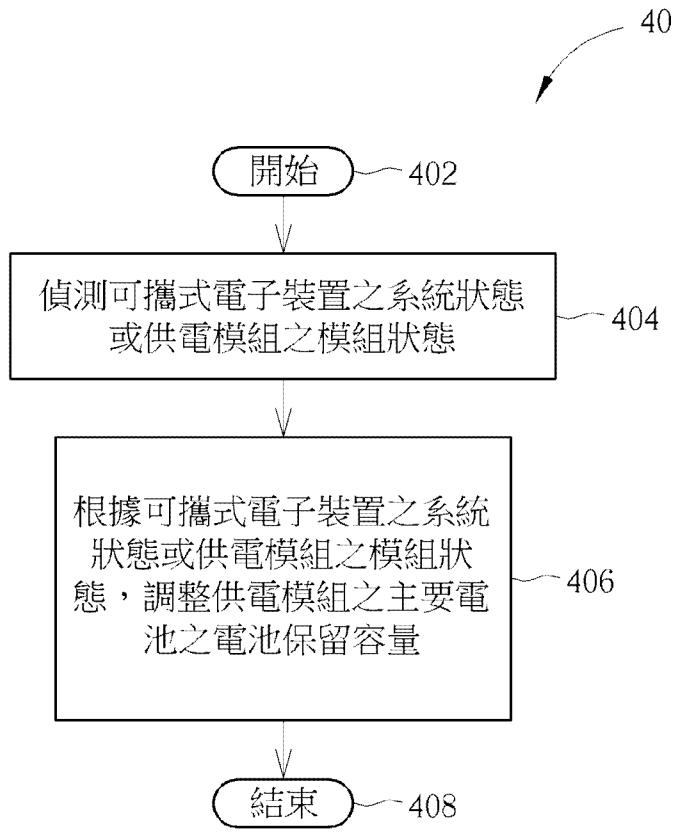 40
開始
402
偵測可攜式電子裝置之系統狀態
或供電模組之模組狀態
404
根據可攜式電子裝置之系統
狀態或供電模組之模組狀
態，調整供電模組之主要電
池之電池保留容量
406
結束
408